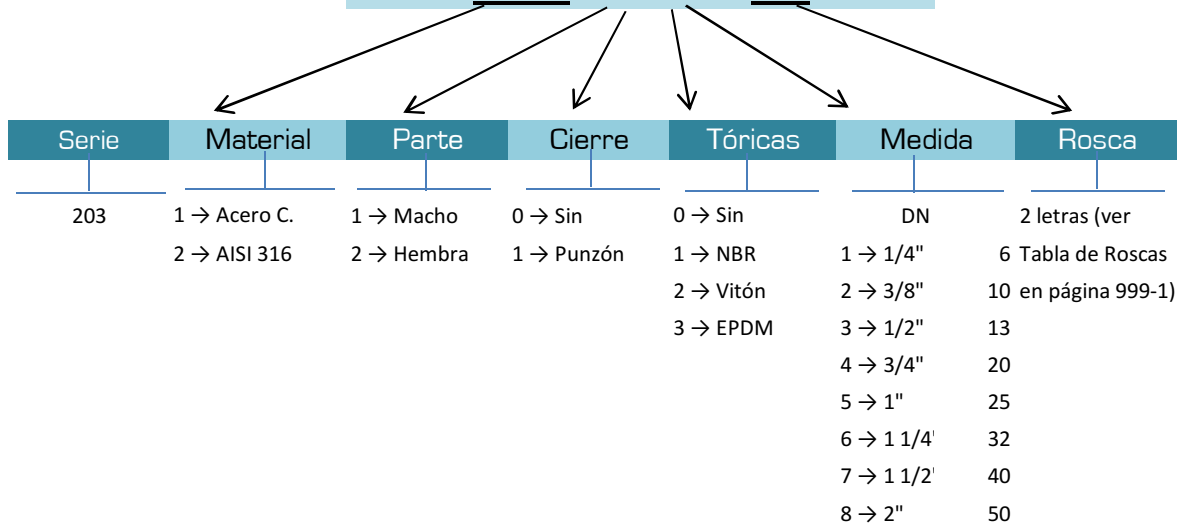 Serie Material Parte Cierre Tóricas Medida Rosca
203 1 → Acero C. 1 → Macho 0 → Sin 0 → Sin DN 2 letras (ver
2 → AISI 316 2 → Hembra 1 → Punzón 1 → NBR 1 → 1/4" 6 Tabla de Roscas
2 → Vitón 2 → 3/8" 10 en página 999-1)
3 → EPDM 3 → 1/2" 13
4 → 3/4" 20
5 → 1" 25
6 → 1 1/4" 32
7 → 1 1/2" 40
8 → 2" 50